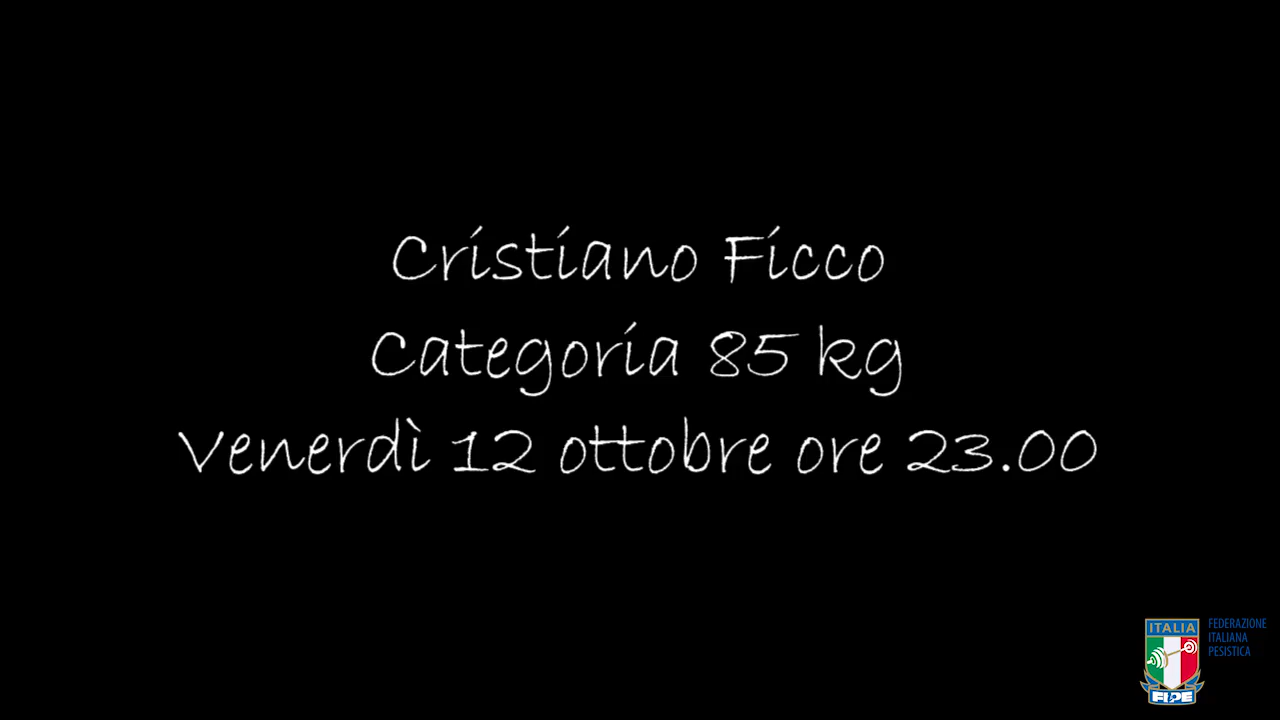 Cristiano Ficco
Categoria 85 kg
Venerdì 12 ottobre ore 23.00
ITALIA
FIPE
FEDERAZIONE
ITALIANA
PESISTICA